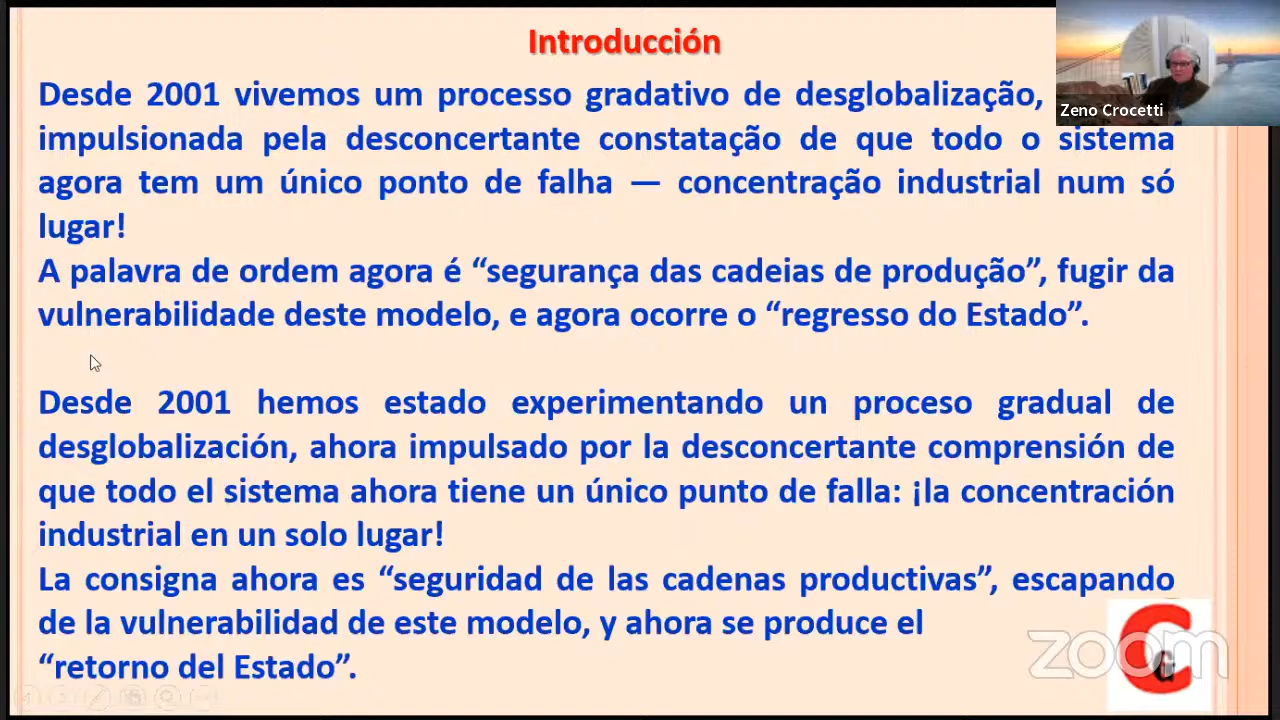 Introducción
Desde 2001 vivemos um processo gradativo de desglobalização,
impulsionada pela desconcertante constatação de que todo o sistema
agora tem um único ponto de falha — concentração industrial num só
lugar!
A palavra de ordem agora é “segurança das cadeias de produção”, fugir da
vulnerabilidade deste modelo, e agora ocorre o “regresso do Estado”.
Desde 2001 hemos estado experimentando un proceso gradual de
desglobalización, ahora impulsado por la desconcertante comprensión de
que todo el sistema ahora tiene un único punto de falla: ¡la concentración
industrial en un solo lugar!
La consigna ahora es “seguridad de las cadenas productivas”, escapando
de la vulnerabilidad de este modelo, y ahora se produce el
“retorno del Estado”.
Zeno Crocetti
zoom